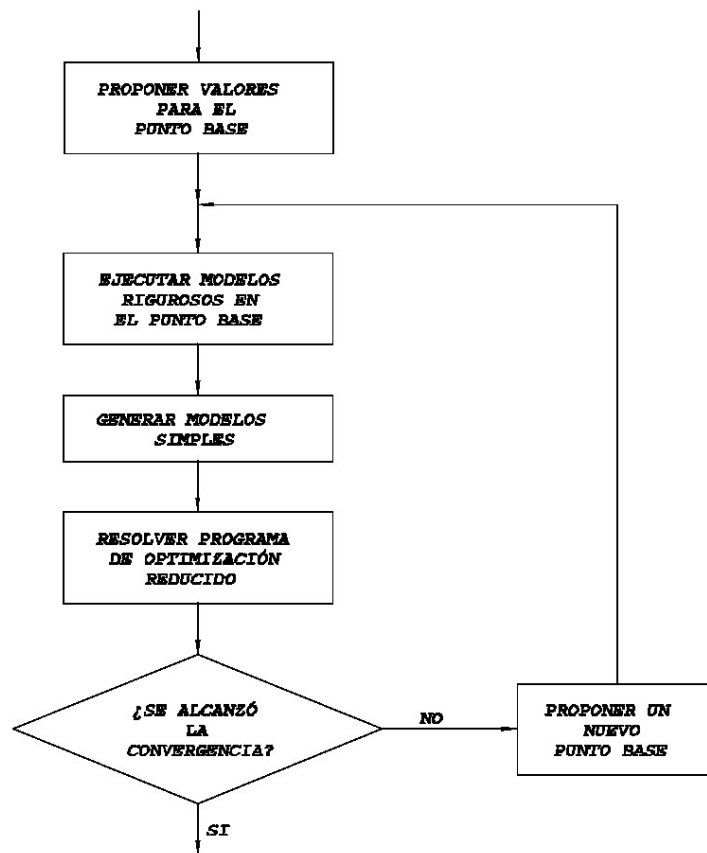 PROPONER VALORES
PARA EL
PUNTO BASE
EJECUTAR MODELOS
RIGUROSOS EN
EL PUNTO BASE
GENERAR MODELOS
SIMPLES
RESOLVER PROGRAMA
DE OPTIMIZACIÓN
REDUCIDO
¿SE ALCANZÓ
LA
CONVERGENCIA?
NO
PROPONER UN
NUEVO
PUNTO BASE
SI